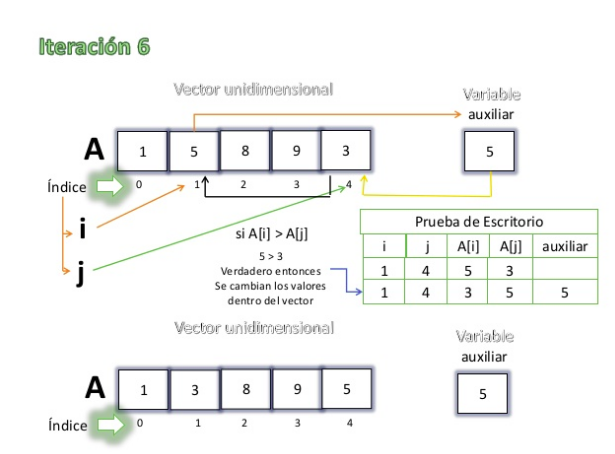 Iteración 6
Vector unidimensional
Variable
auxiliar
A 1 5 8 9 3 5
Índice 0 1 2 3 4
i
j
si A[i] > A[j]
5 > 3
Verdadero entonces
Se cambian los valores
dentro del vector
Prueba de Escritorio
i j A[i] A[j] auxiliar
1 4 5 3
1 4 3 5 5
Vector unidimensional
Variable
auxiliar
A 1 3 8 9 5 5
Índice 0 1 2 3 4